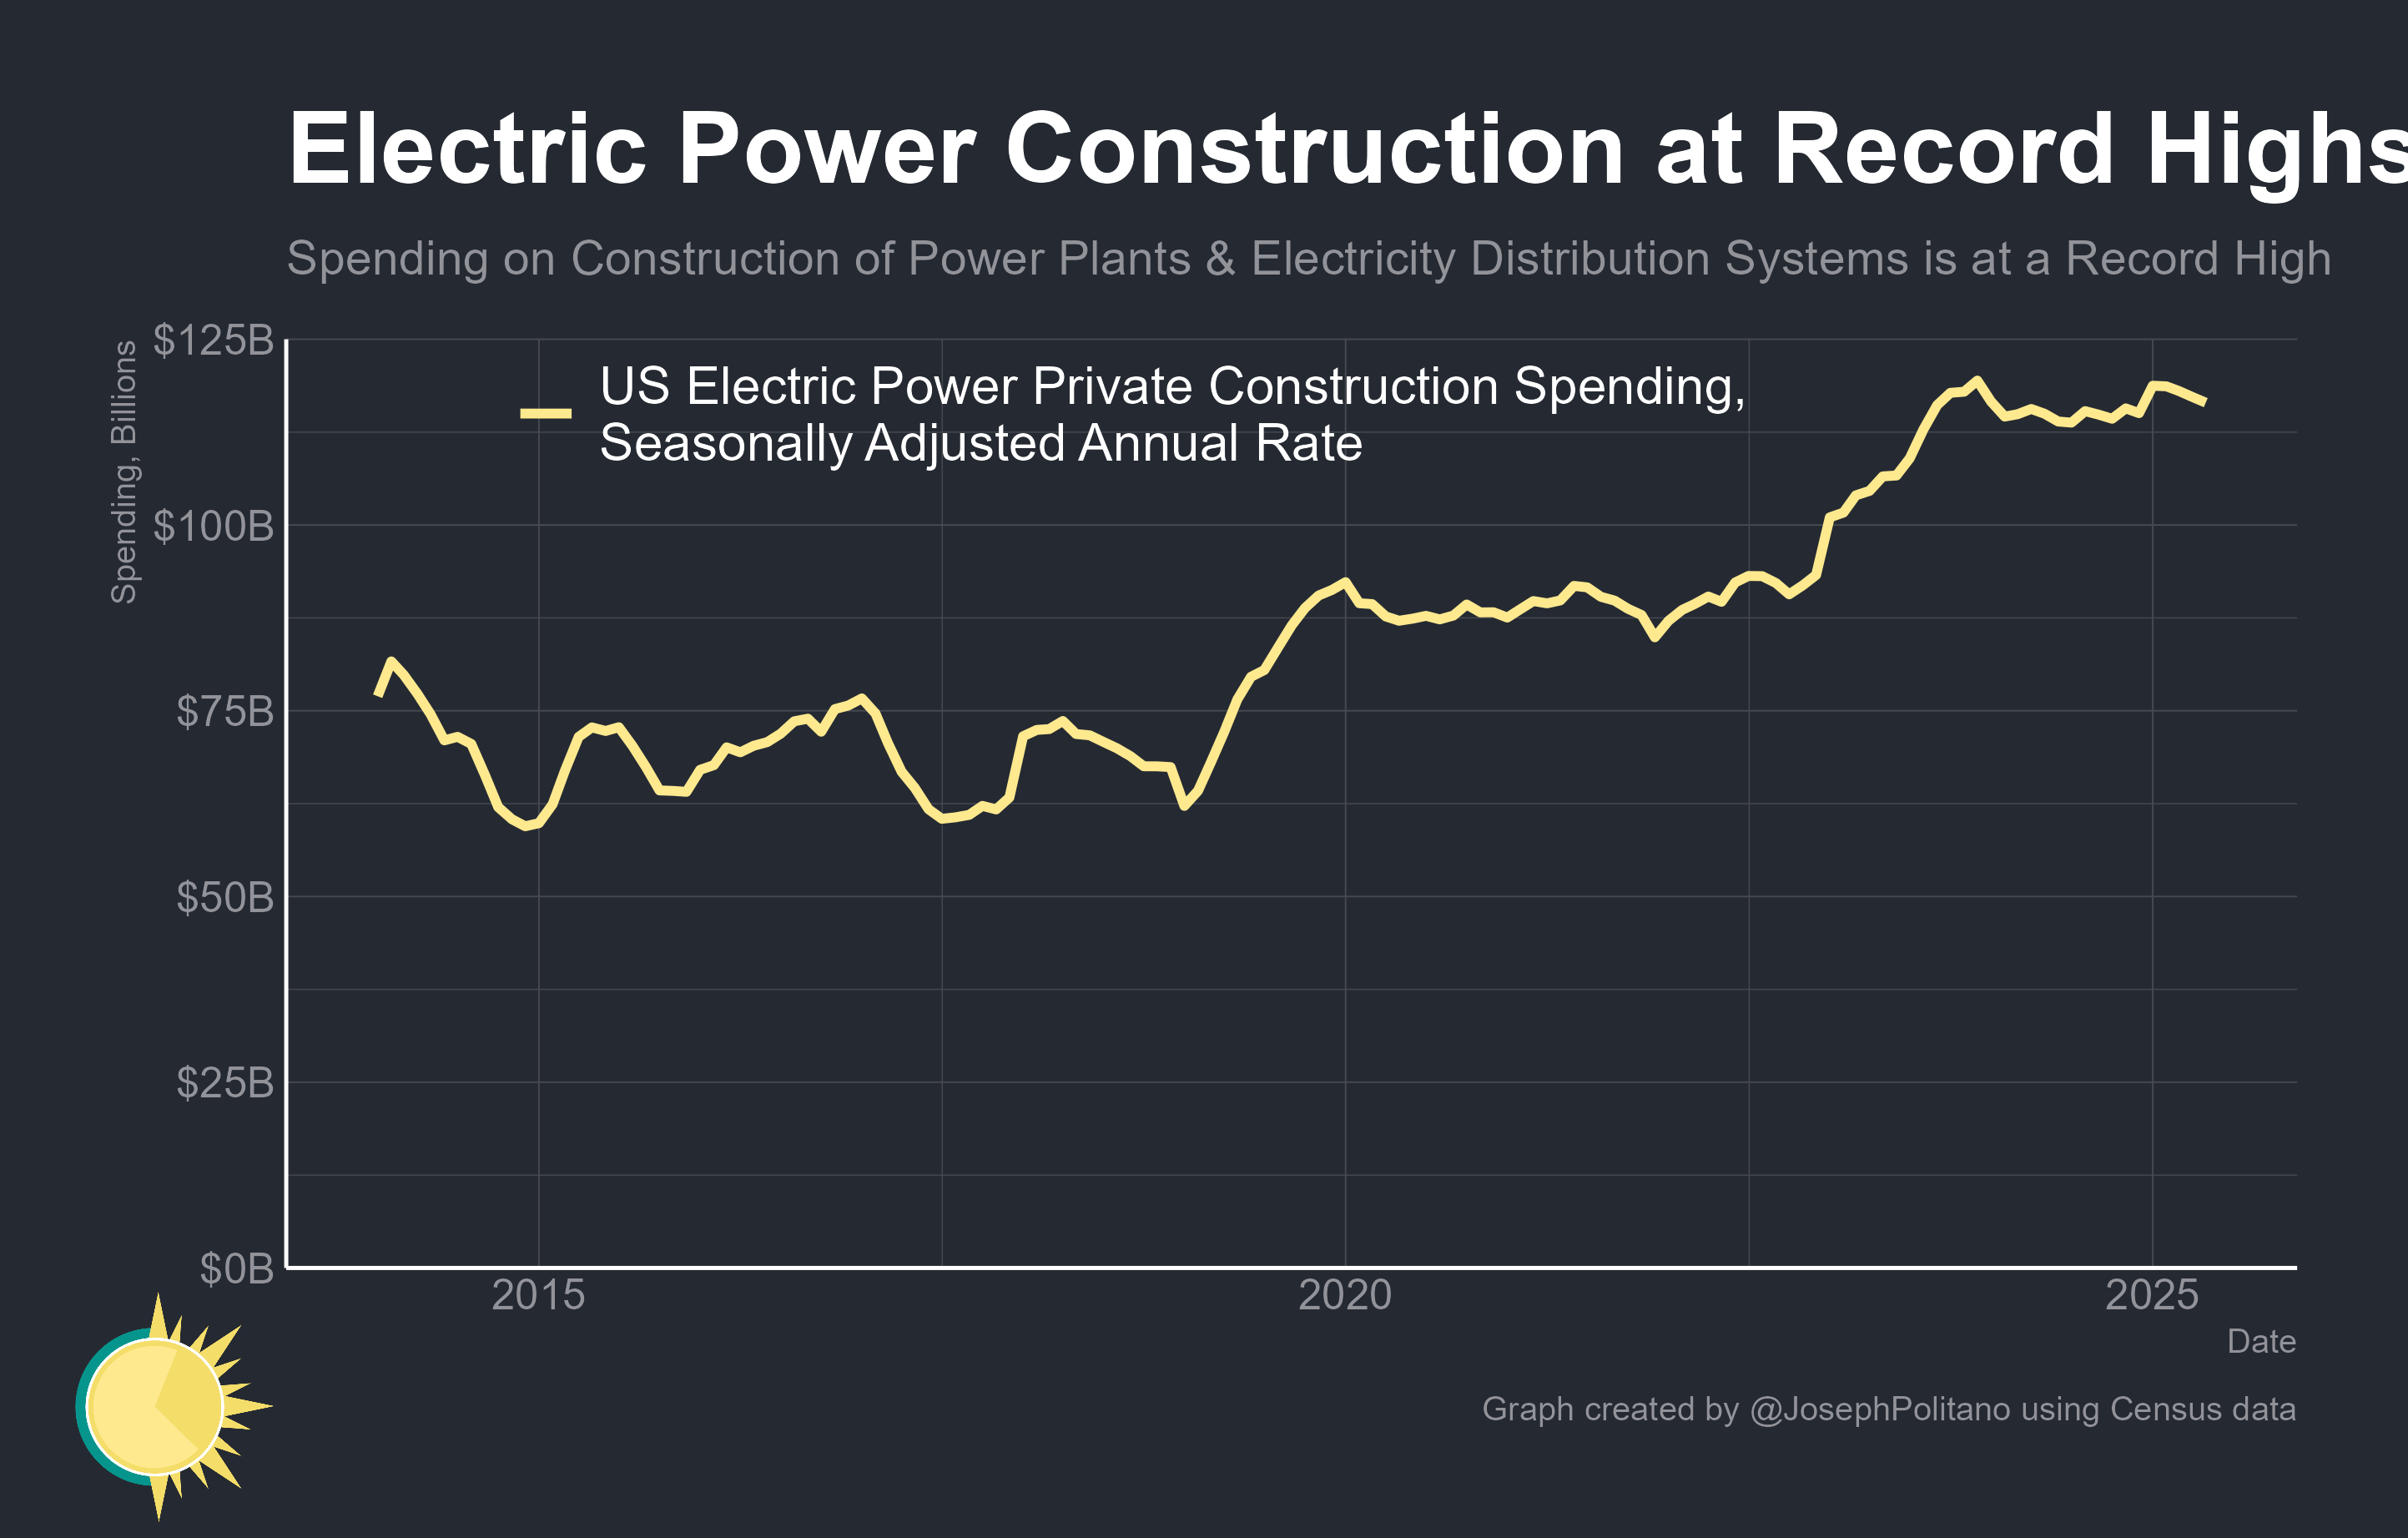 Electric Power Construction at Record Highs
Spending on Construction of Power Plants & Electricity Distribution Systems is at a Record High
Spending, Billions
$125B
$100B
$75B
$50B
$25B
$0B
US Electric Power Private Construction Spending,
Seasonally Adjusted Annual Rate
2015
2020
2025
Date
Graph created by @JosephPolitano using Census data